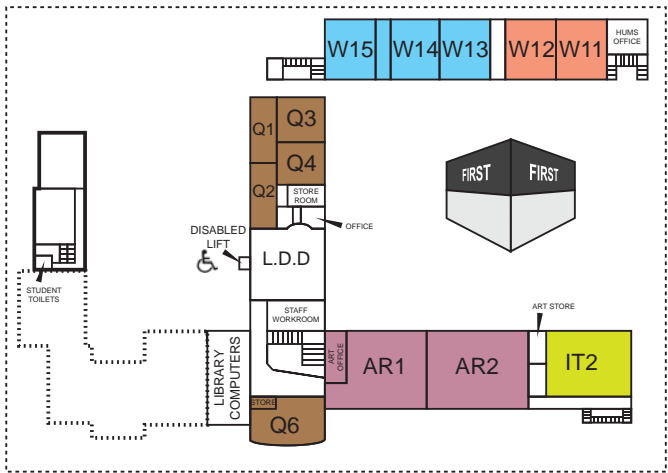 W15
W14
W13
W12
W11
HUMS
OFFICE
Q1
Q3
Q4
Q2
STORE
ROOM
OFFICE
FIRST
FIRST
DISABLED
LIFT
L.D.D
STUDENT
TOILETS
STAFF
WORKROOM
ART STORE
LIBRARY
COMPUTERS
ART
OFFICE
AR1
AR2
IT2
STORE
Q6